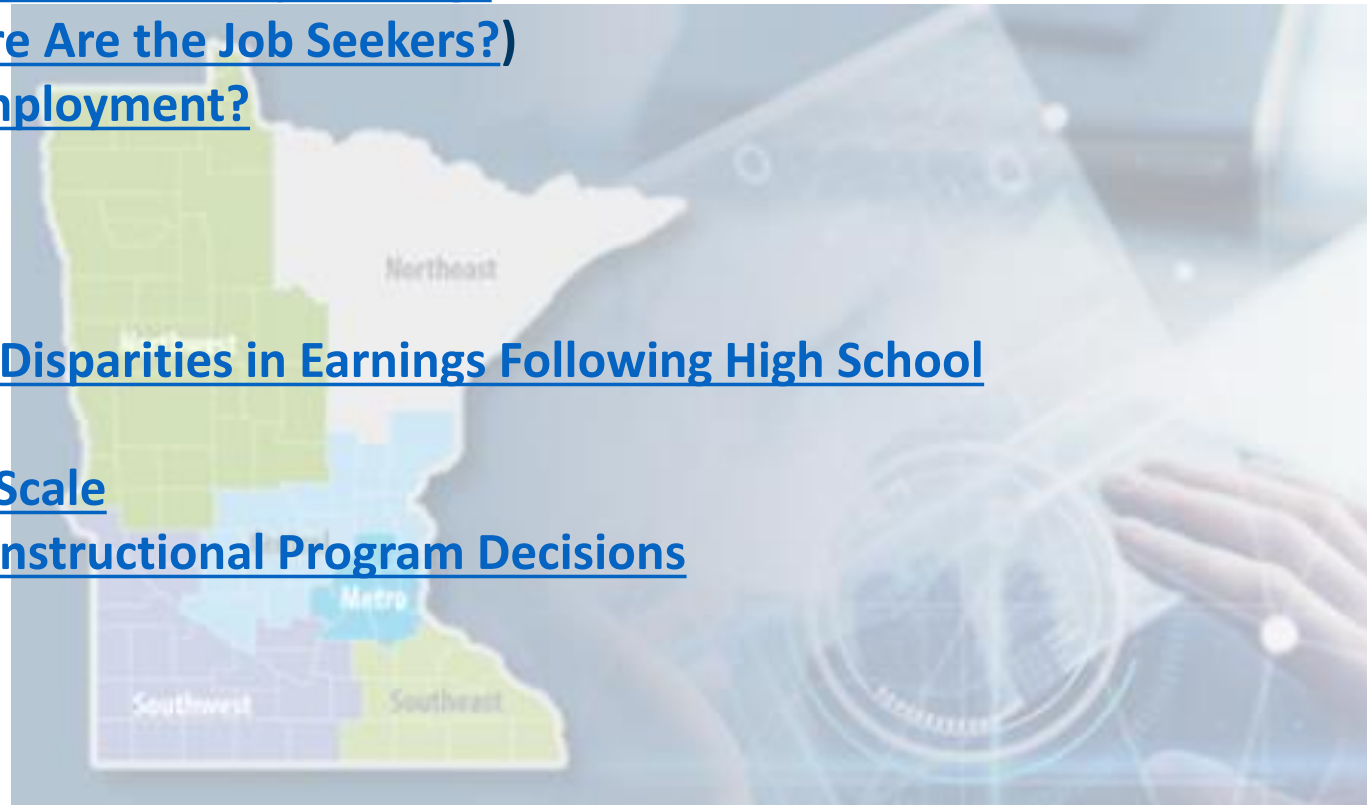 re Are the Job Seekers?)
nployment?
Northeast
Disparities in Earnings Following High School
Scale
nstructional Program Decisions
Metro
Southwest
Southeast